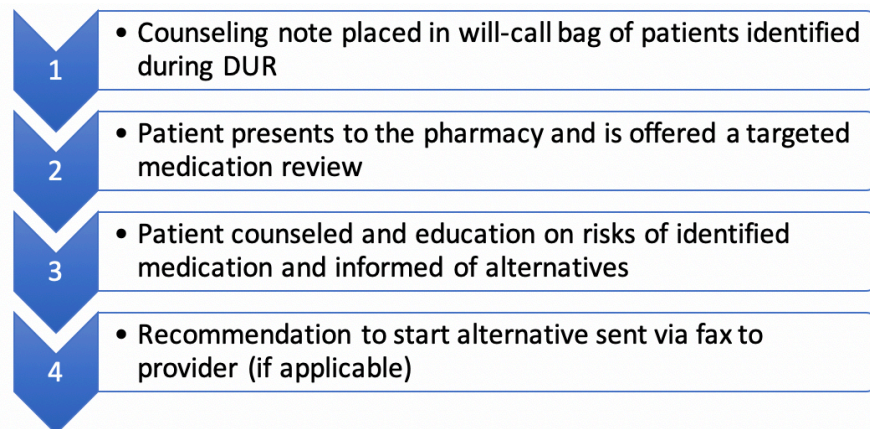 1
• Counseling note placed in will-call bag of patients identified
during DUR
2
• Patient presents to the pharmacy and is offered a targeted
medication review
3
• Patient counseled and education on risks of identified
medication and informed of alternatives
4
• Recommendation to start alternative sent via fax to
provider (if applicable)